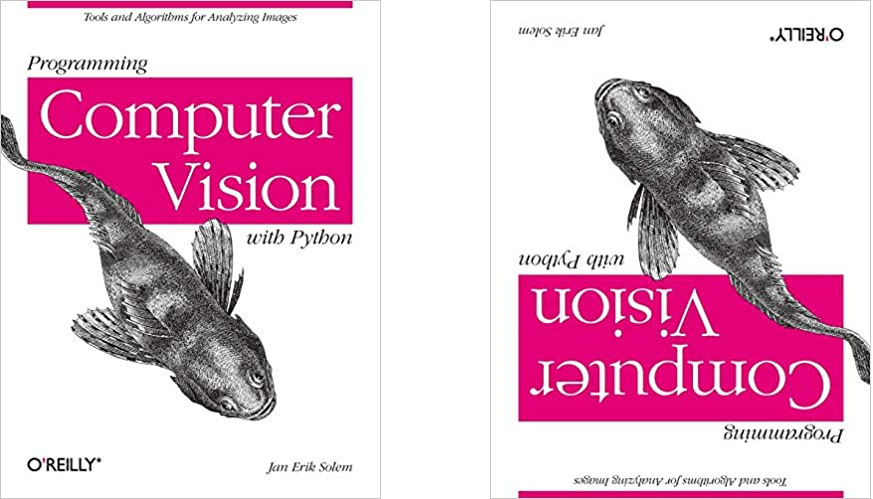 Tools and Algorithms for Analyzing Images
Programming
Computer
Vision
with Python
O'REILLY®
Jan Erik Solem
Tools and Algorithms for Analyzing Images
Programming
Computer
Vision
with Python
O'REILLY®
Jan Erik Solem